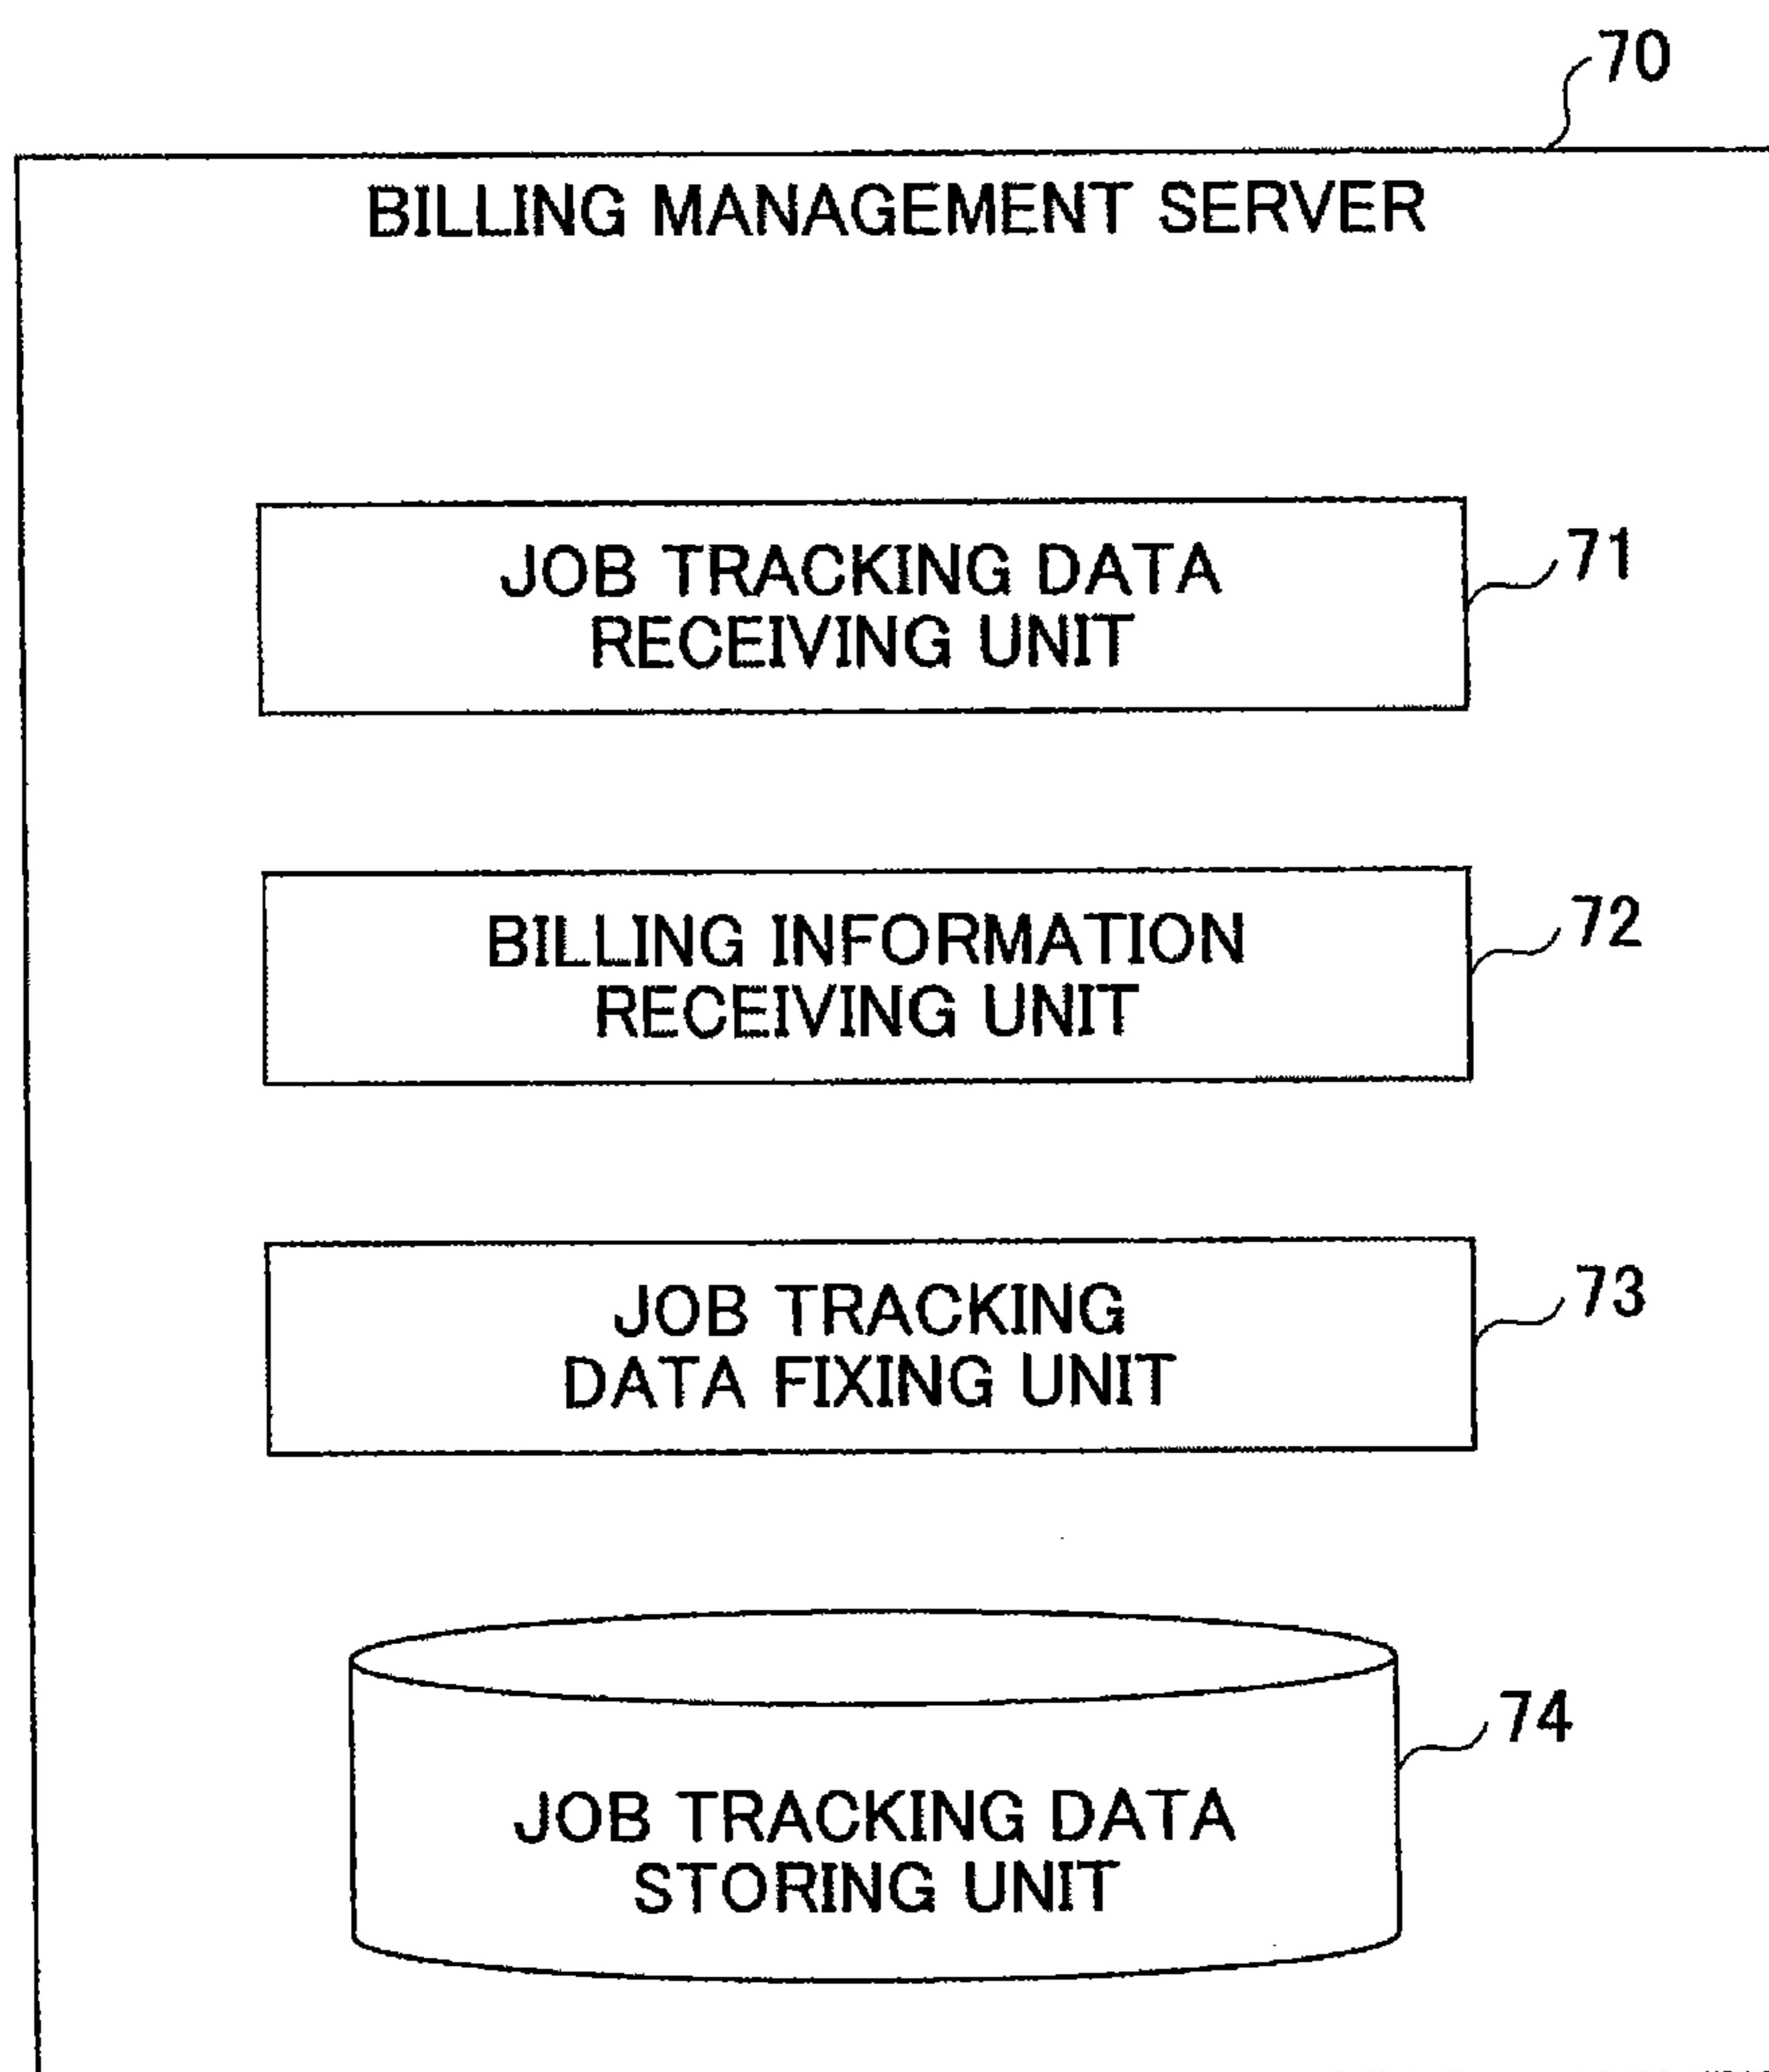 70
BILLING MANAGEMENT SERVER
JOB TRACKING DATA
RECEIVING UNIT
71
BILLING INFORMATION
RECEIVING UNIT
72
JOB TRACKING
DATA FIXING UNIT
73
JOB TRACKING DATA
STORING UNIT
74